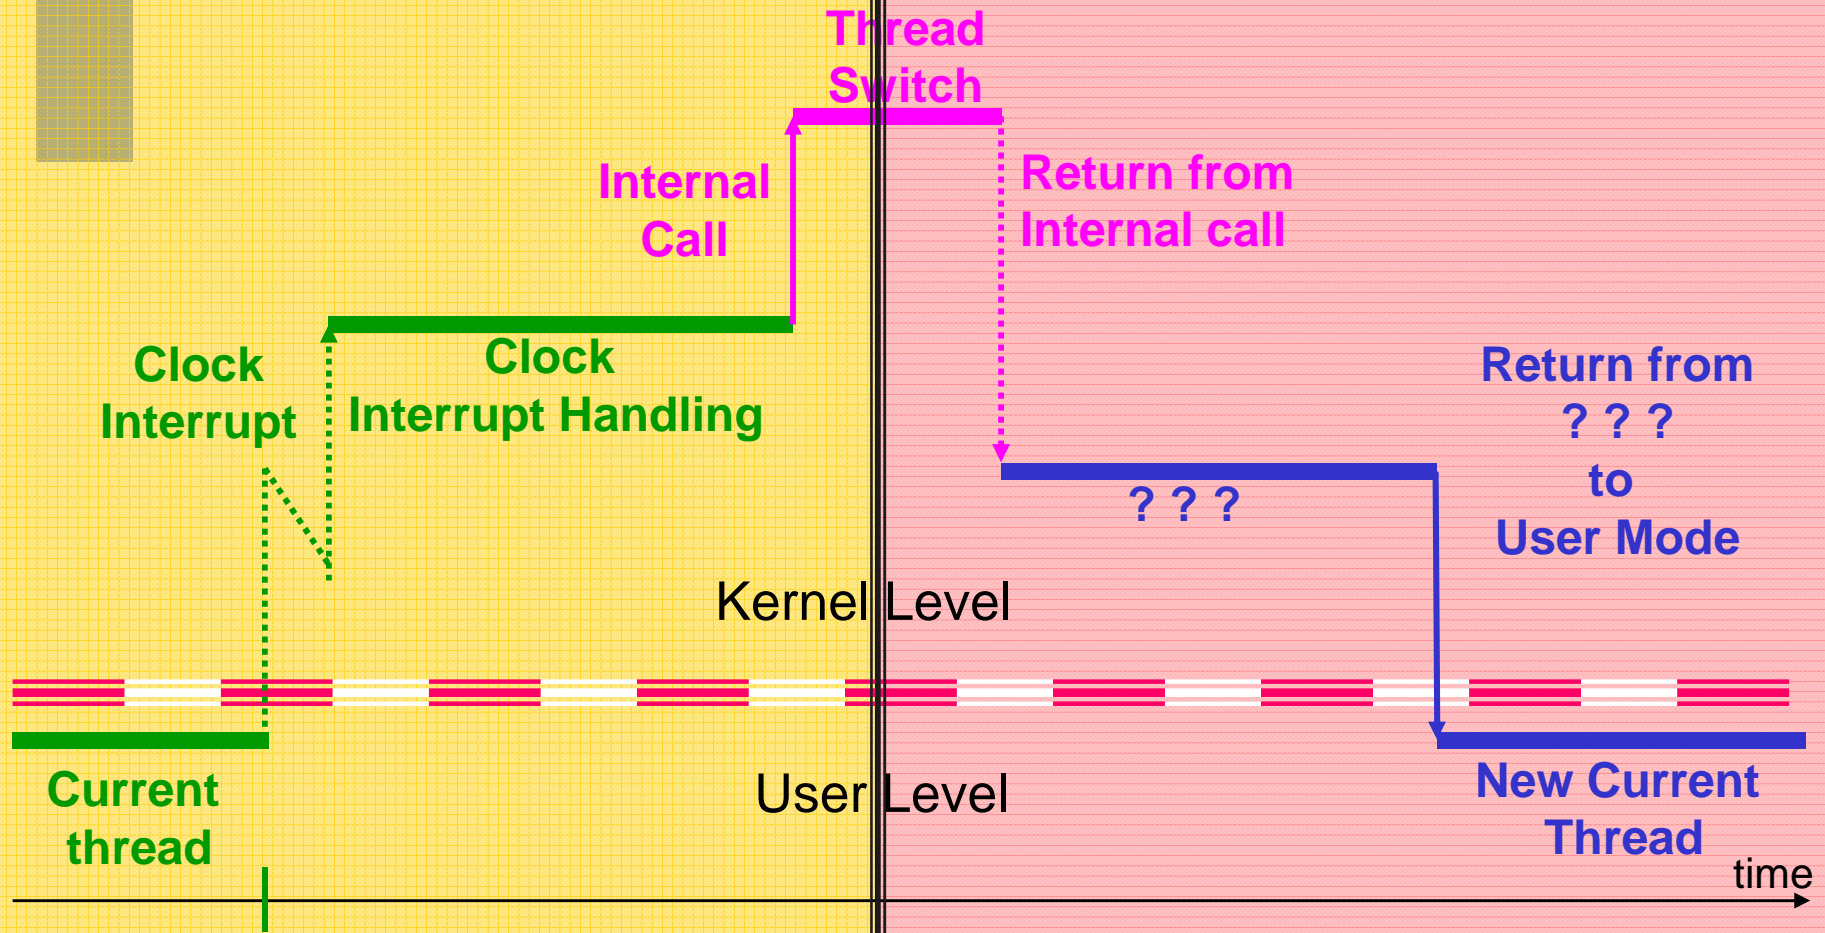 Thread
Switch
Internal
Call
Return from
Internal call
Clock
Interrupt
Clock
Interrupt Handling
Return from
? ? ?
to
User Mode
? ? ?
Kernel Level
User Level
Current
thread
New Current
Thread
time